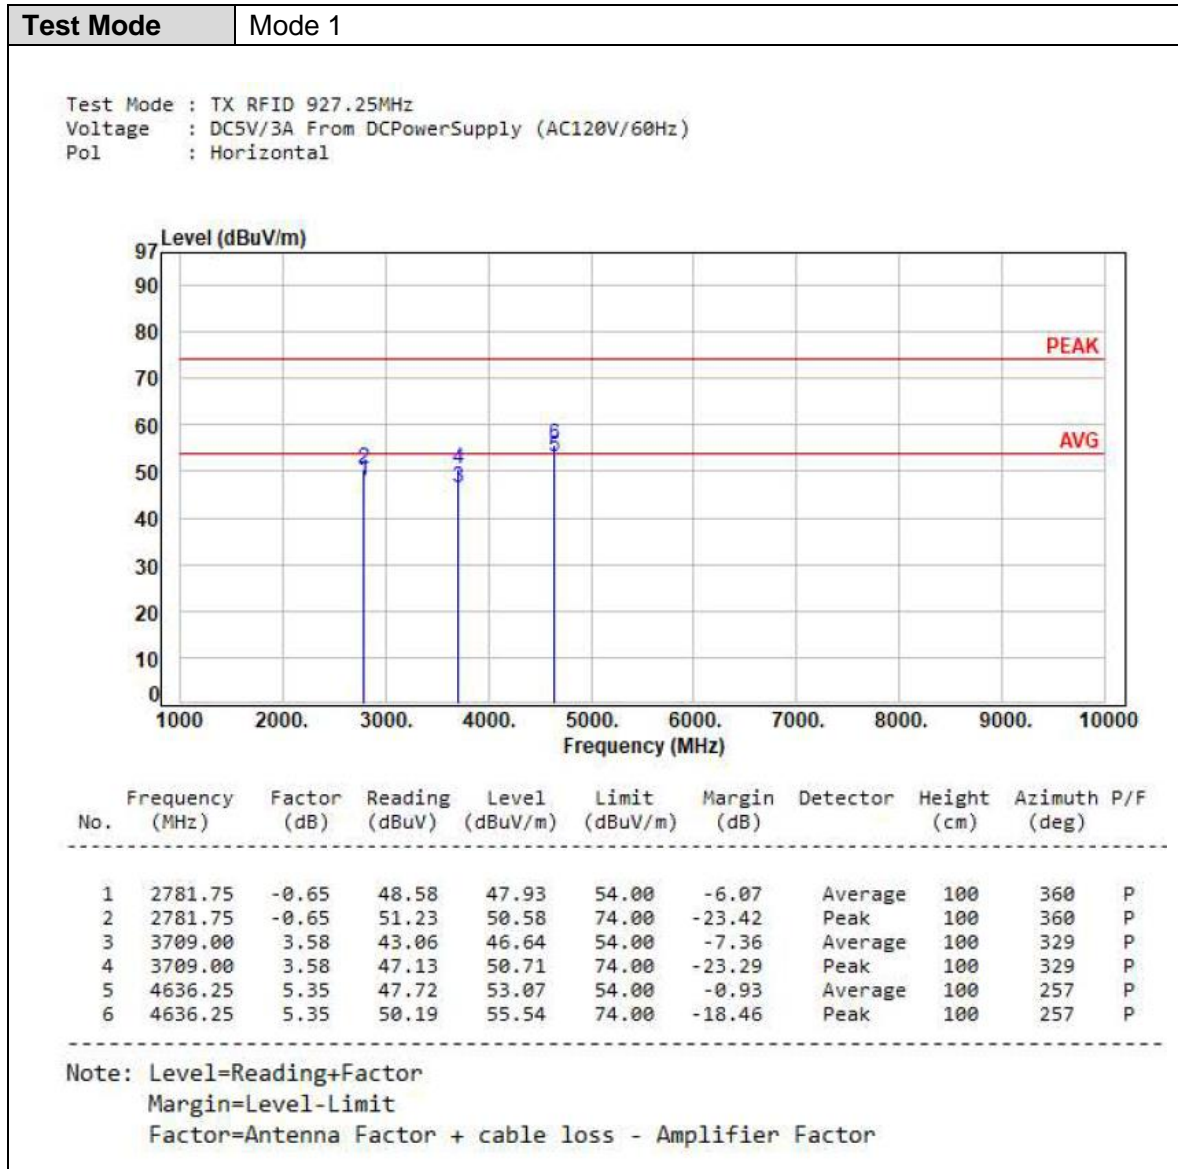 Test Mode Mode 1
Test Mode : TX RFID 927.25MHz
Voltage : DC5V/3A From DCPowerSupply (AC120V/60Hz)
Pol : Horizontal
Level (dBuV/m)
97
90
80
PEAK
70
60
AVG
50
40
30
20
10
0
6
5
2
1
4
3
1000 2000. 3000. 4000. 5000. 6000. 7000. 8000. 9000. 10000
Frequency (MHz)
Frequency Factor Reading Level Limit Margin Detector Height Azimuth P/F
No. (MHz) (dB) (dBuV) (dBuV/m) (dBuV/m) (dB) (cm) (deg)
1 2781.75 -0.65 48.58 47.93 54.00 -6.07 Average 100 360 P
2 2781.75 -0.65 51.23 50.58 74.00 -23.42 Peak 100 360 P
3 3709.00 3.58 43.06 46.64 54.00 -7.36 Average 100 329 P
4 3709.00 3.58 47.13 50.71 74.00 -23.29 Peak 100 329 P
5 4636.25 5.35 47.72 53.07 54.00 -0.93 Average 100 257 P
6 4636.25 5.35 50.19 55.54 74.00 -18.46 Peak 100 257 P
Note: Level=Reading+Factor
Margin=Level-Limit
Factor=Antenna Factor + cable loss - Amplifier Factor